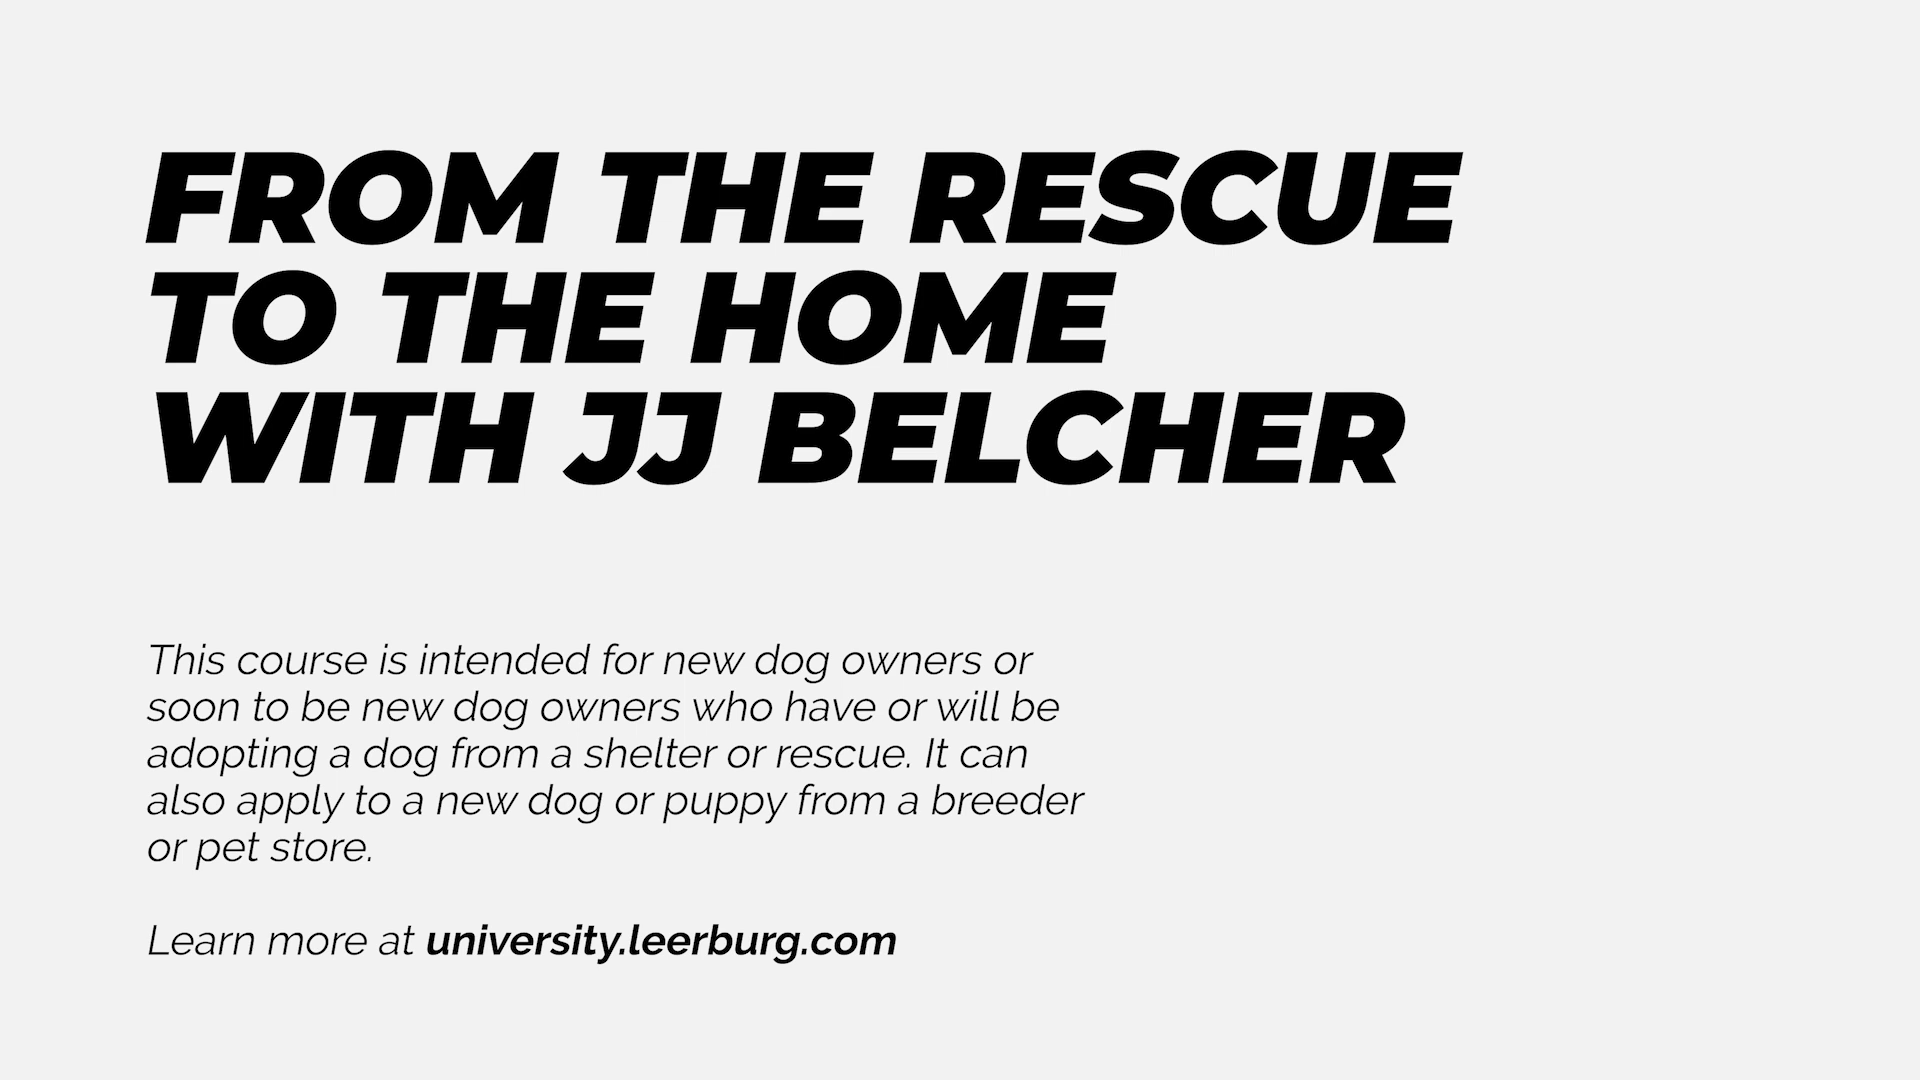 FROM THE RESCUE
TO THE HOME
WITH JJ BELCHER
This course is intended for new dog owners or
soon to be new dog owners who have or will be
adopting a dog from a shelter or rescue. It can
also apply to a new dog or puppy from a breeder
or pet store.
Learn more at university.leerburg.com